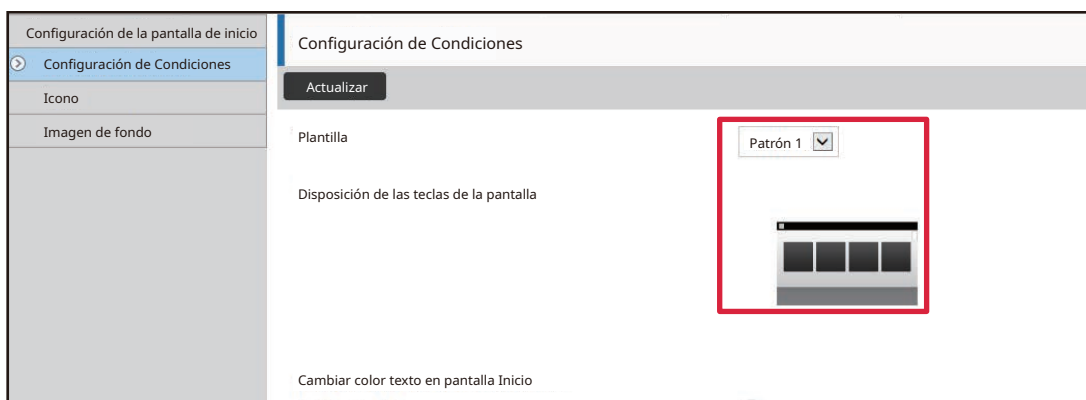 Configuración de la pantalla de inicio
Configuración de Condiciones
Icono
Imagen de fondo
Configuración de Condiciones
Actualizar
Plantilla
Patrón 1
Disposición de las teclas de la pantalla
Cambiar color texto en pantalla Inicio